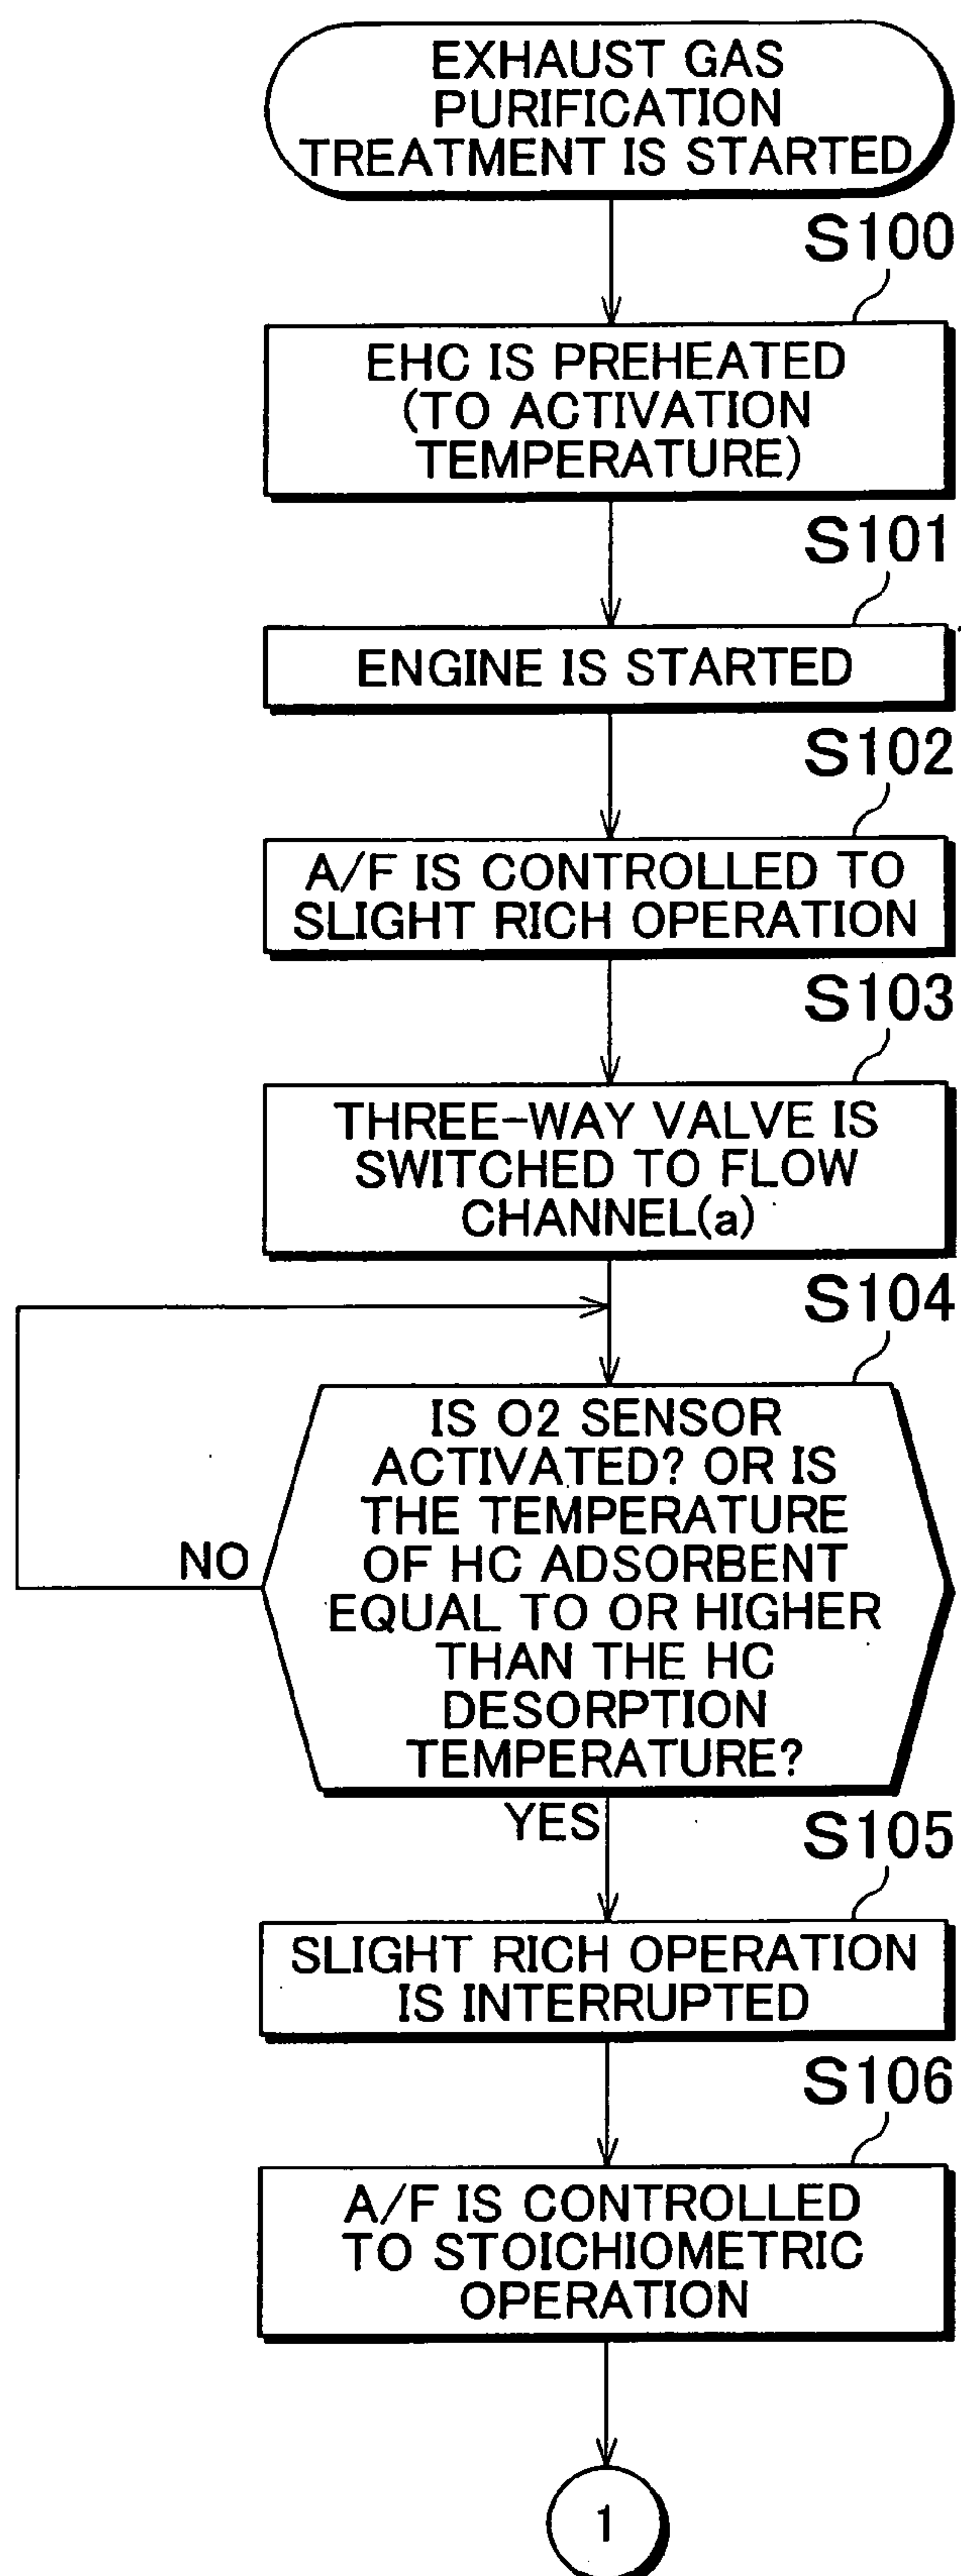 EXHAUST GAS
PURIFICATION
TREATMENT IS STARTED
S100
EHC IS PREHEATED
(TO ACTIVATION
TEMPERATURE)
S101
ENGINE IS STARTED
S102
A/F IS CONTROLLED TO
SLIGHT RICH OPERATION
S103
THREE-WAY VALVE IS
SWITCHED TO FLOW
CHANNEL(a)
S104
IS O2 SENSOR
ACTIVATED? OR IS
THE TEMPERATURE
OF HC ADSORBENT
EQUAL TO OR HIGHER
THAN THE HC
DESORPTION
TEMPERATURE?
NO
YES
S105
SLIGHT RICH OPERATION
IS INTERRUPTED
S106
A/F IS CONTROLLED
TO STOICHIOMETRIC
OPERATION
1